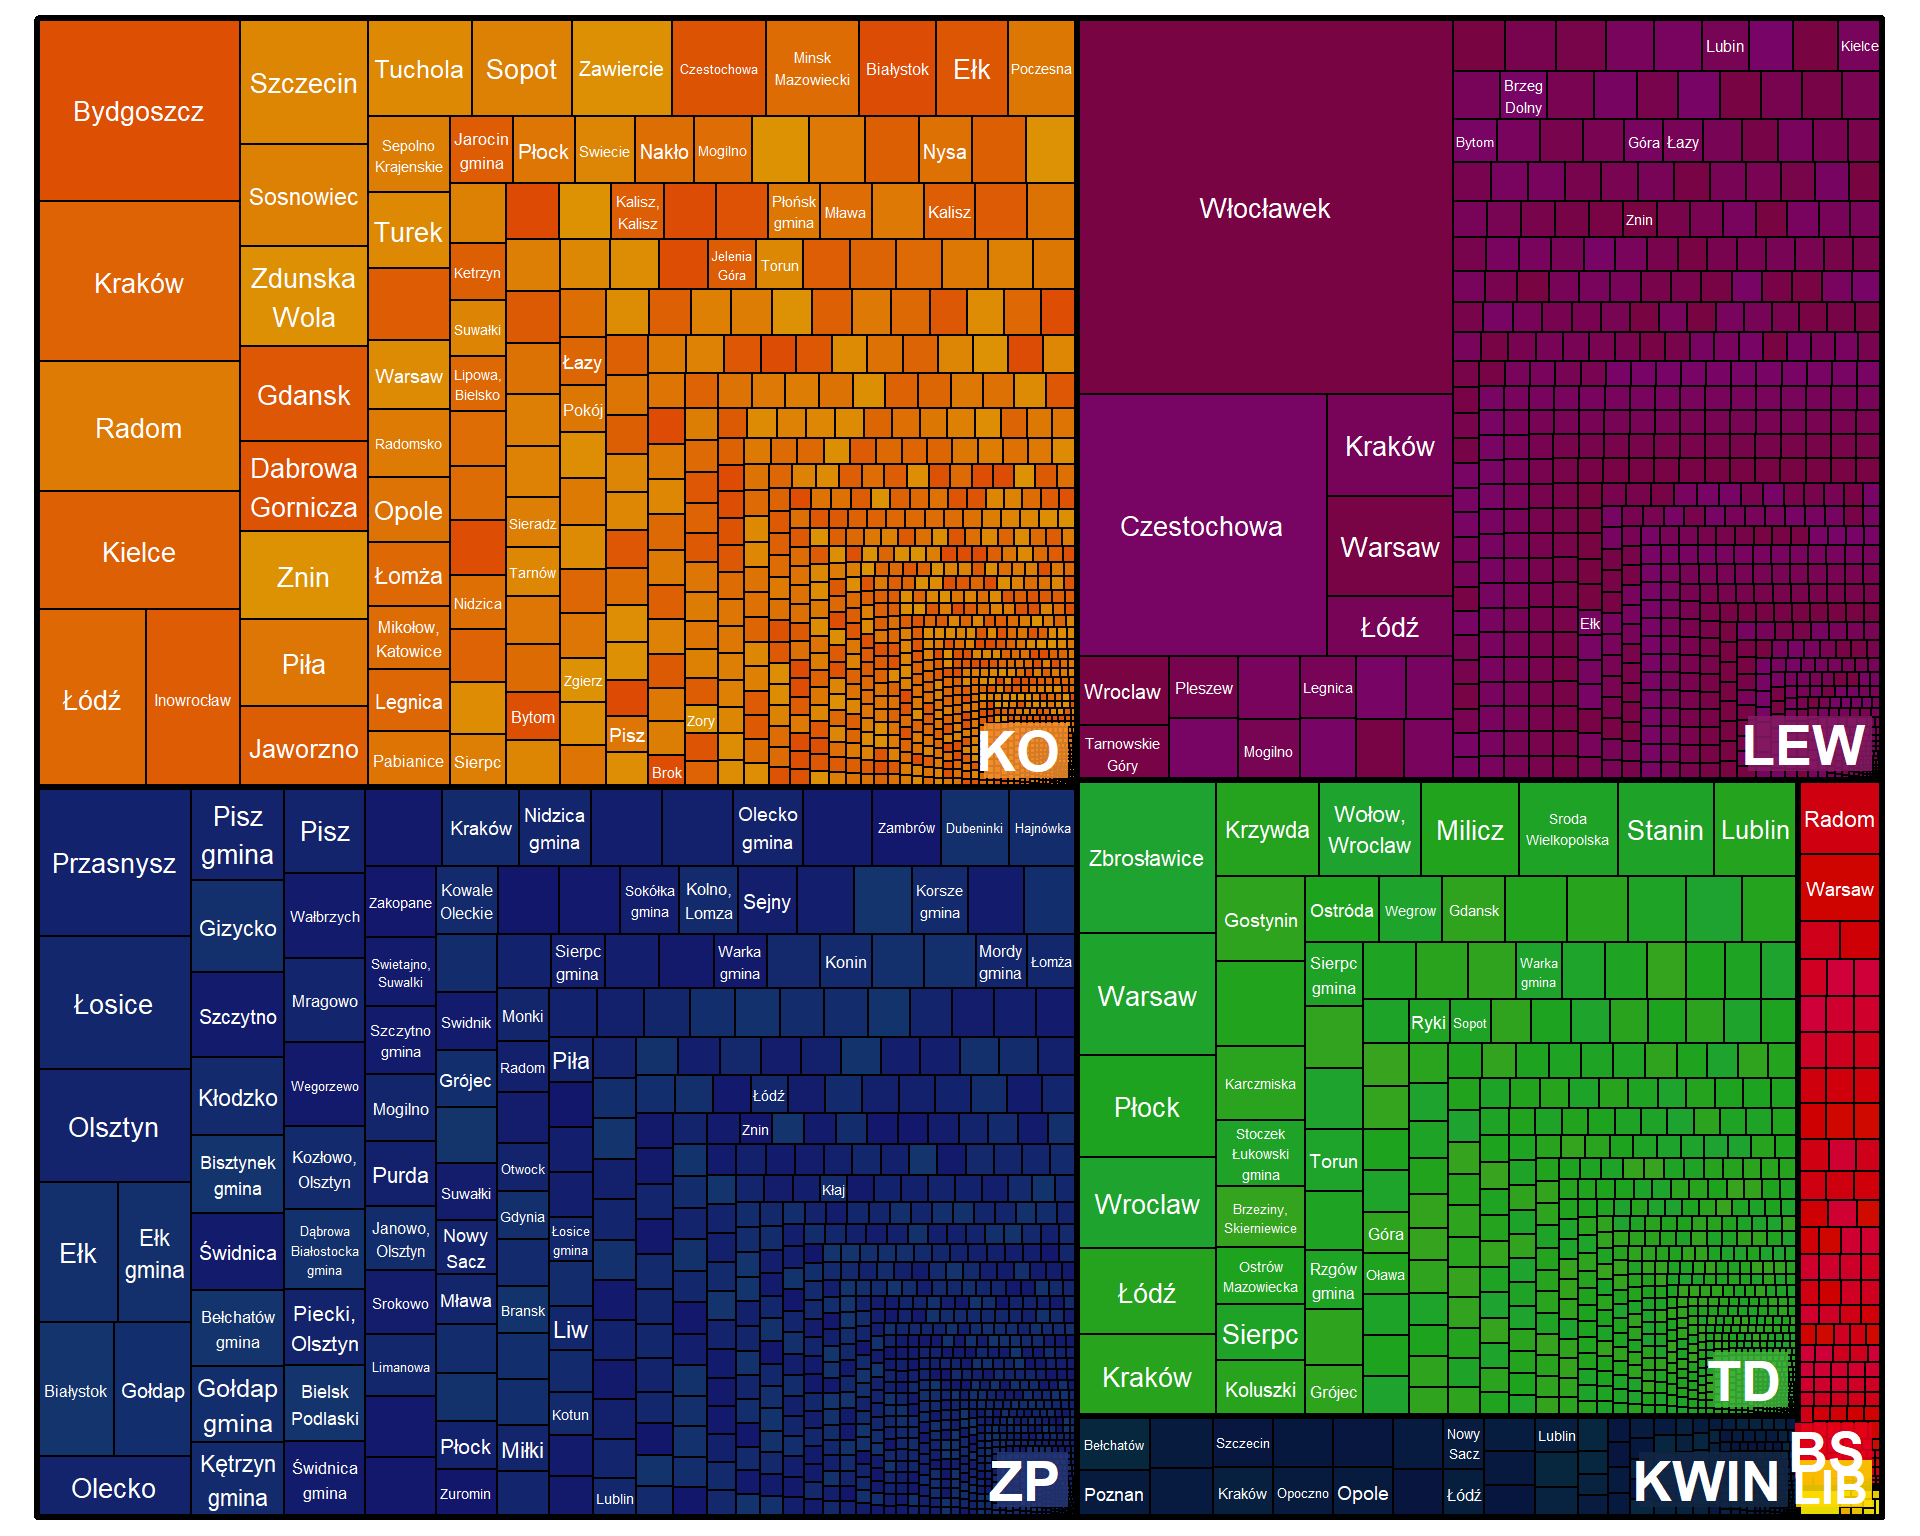 Bydgoszcz
Kraków
Radom
Kielce
Łódź
Inowrocław
Szczecin
Sosnowiec
Zdunska
Wola
Gdansk
Dabrowa
Gornicza
Znin
Piła
Jaworzno
Tuchola
Sopot
Zawiercie
Czestochowa
Minsk
Mazowiecki
Białystok
Ełk
Poczesna
Sepolno
Krajenskie
Turek
Warsaw
Radomsko
Opole
Łomża
Mikołow,
Katowice
Legnica
Pabianice
Jarocin
gmina
Płock
Swiecie
Nakło
Mogilno
Nysa
Ketrzyn
Suwałki
Lipowa,
Bielsko
Nidzica
Sierpc
Kalisz,
Kalisz
Płońsk
gmina
Mława
Kalisz
Sieradz
Tarnów
Bytom
Jelenia
Góra
Torun
Łazy
Pokój
Zgierz
Pisz
Brok
Zory
KO
Włocławek
Czestochowa
Kraków
Warsaw
Łódź
Wroclaw
Tarnowskie
Góry
Pleszew
Legnica
Mogilno
Lubin
Kielce
Brzeg
Dolny
Bytom
Góra
Łazy
Znin
Ełk
LEW
Przasnysz
Łosice
Olsztyn
Ełk
Ełk
gmina
Białystok
Gołdap
Olecko
Pisz
gmina
Gizycko
Szczytno
Kłodzko
Bisztynek
gmina
Świdnica
Bełchatów
gmina
Gołdap
gmina
Kętrzyn
gmina
Pisz
Wałbrzych
Mragowo
Wegorzewo
Kozłowo,
Olsztyn
Dąbrowa
Białostocka
gmina
Piecki,
Olsztyn
Bielsk
Podlaski
Świdnica
gmina
Kraków
Nidzica
gmina
Olecko
gmina
Zambrów
Dubeninki
Hajnówka
Zakopane
Swietajno,
Suwalki
Szczytno
gmina
Mogilno
Purda
Janowo,
Olsztyn
Srokowo
Limanowa
Kowale
Oleckie
Sokółka
gmina
Kolno,
Lomza
Sejny
Korsze
gmina
Swidnik
Grójec
Suwałki
Nowy
Sacz
Mława
Płock
Zuromin
Sierpc
gmina
Warka
gmina
Konin
Mordy
gmina
Łomża
Monki
Radom
Otwock
Gdynia
Bransk
Miłki
Piła
Łosice
gmina
Liw
Kotun
Lublin
Łódź
Znin
Kłaj
ZP
Zbrosławice
Warsaw
Płock
Wroclaw
Łódź
Kraków
Krzywda
Wołow,
Wroclaw
Milicz
Sroda
Wielkopolska
Stanin
Lublin
Gostynin
Karczmiska
Stoczek
Łukowski
gmina
Brzeziny,
Skierniewice
Ostrów
Mazowiecka
Sierpc
Koluszki
Ostróda
Wegrow
Gdansk
Sierpc
gmina
Torun
Rzgów
gmina
Grójec
Warka
gmina
Ryki
Sopot
Góra
Oława
TD
Radom
Warsaw
BS
Bełchatów
Poznan
Szczecin
Kraków
Opoczno
Opole
Nowy
Sacz
Łódź
Lublin
KWIN
LIB